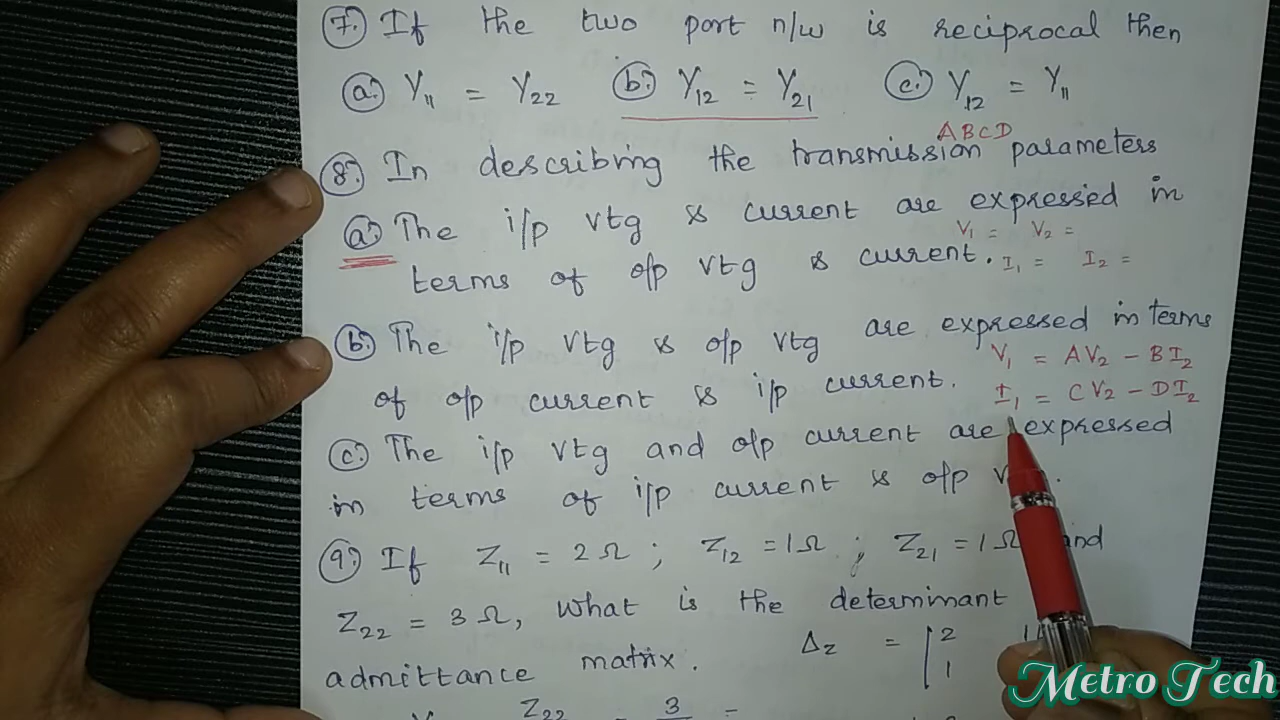 7. If the two port n/w is reciprocal then
a. Y11 = Y22 b. Y12 = Y21 c. Y12 = Y11
ABCD
8. In describing the transmission parameters
a. The i/p vtg & current are expressed in
V1 = V2 =
terms of o/p vtg & current. I1 = I2 =
b. The i/p vtg & o/p vtg are expressed in terms
V1 = AV2 - BI2
of o/p current & i/p current.
I1 = CV2 - DI2
c. The i/p vtg and o/p current are expressed
in terms of i/p current & o/p
9. If Z11 = 2Ω ; Z12 = 1Ω ; Z21 = 1Ω and
Z22 = 3Ω, what is the determinant
admittance matrix. Δz = | 2
1
Z22 3 =
Metro Tech